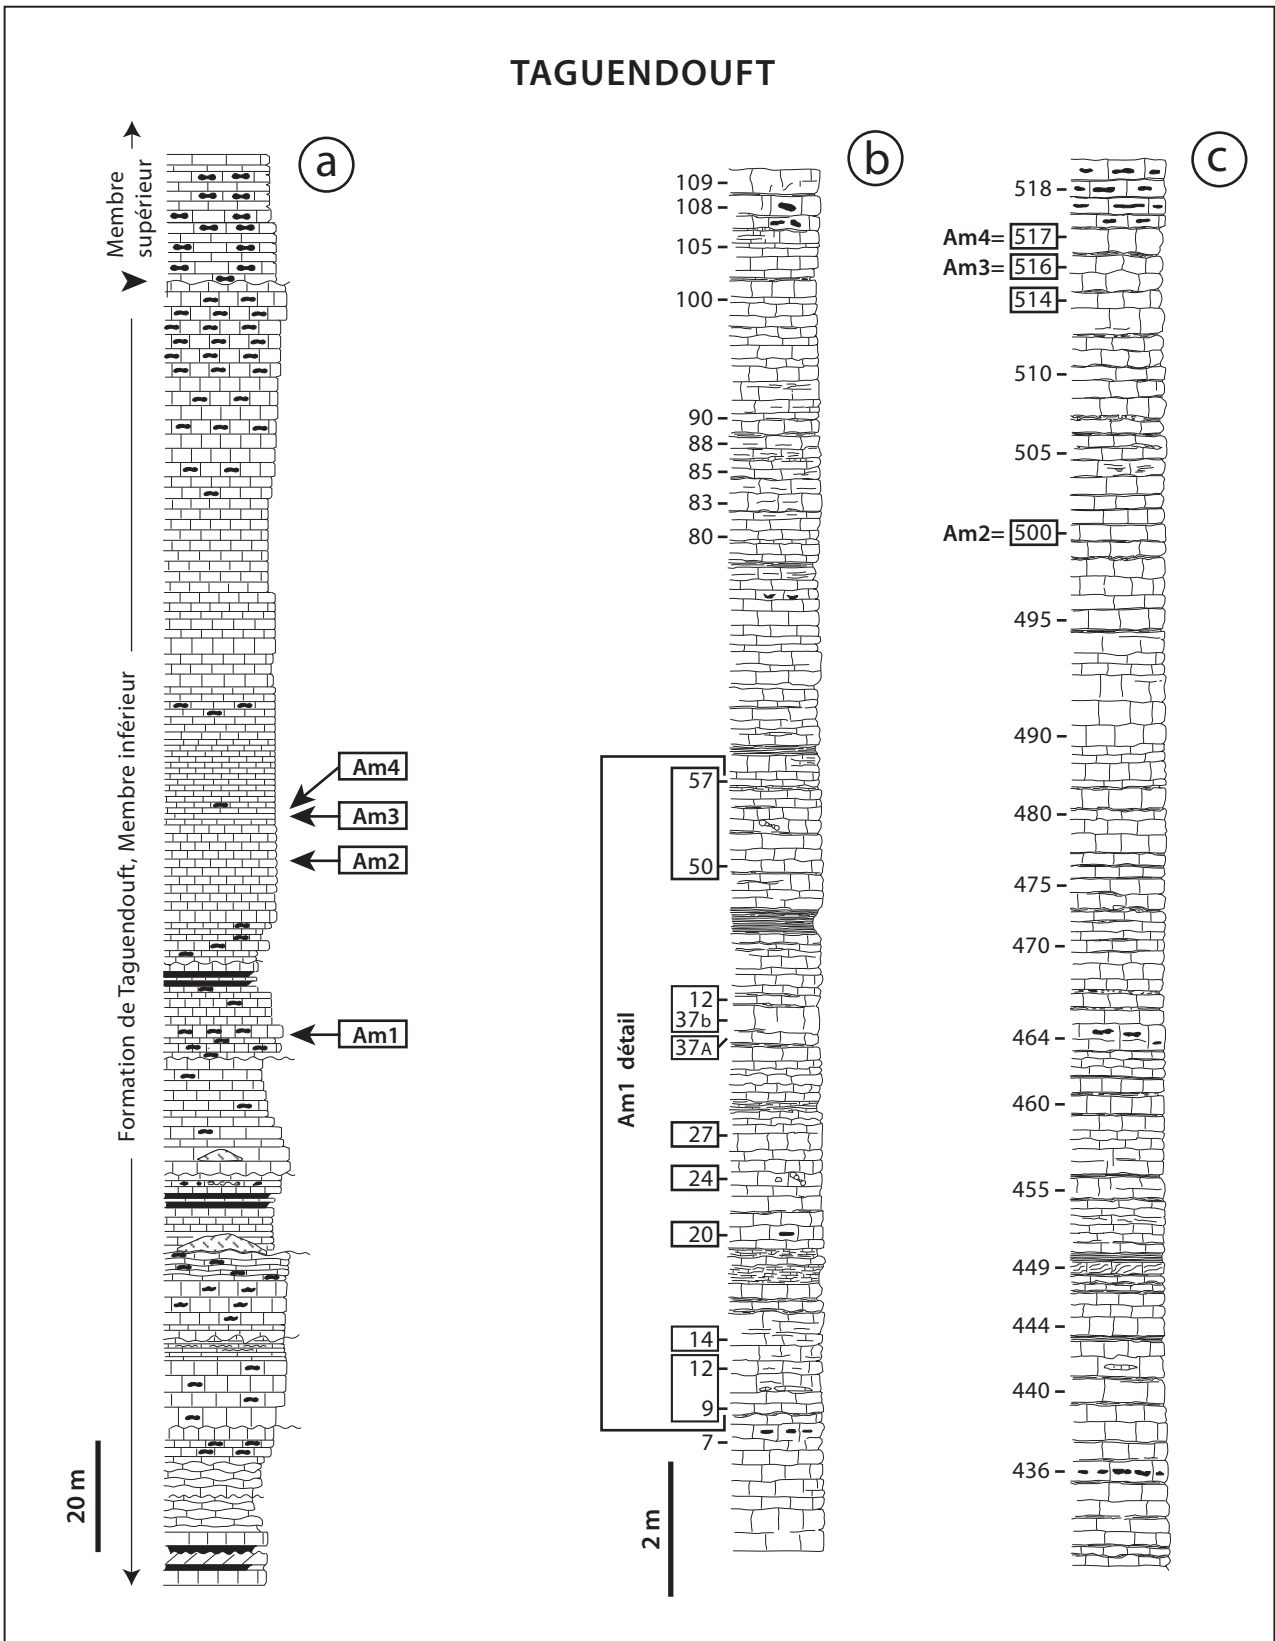 TAGUENDOUFT
a
Membre
supérieur
Formation de Taguendouft, Membre inférieur
Am4
Am3
Am2
Am1
20 m
b
109
108
105
100
90
88
85
83
80
57
50
12
37b
37A
27
24
20
14
12
9
7
Am1 détail
2 m
c
518
Am4= 517
Am3= 516
514
510
505
Am2= 500
495
490
480
475
470
464
460
455
449
444
440
436